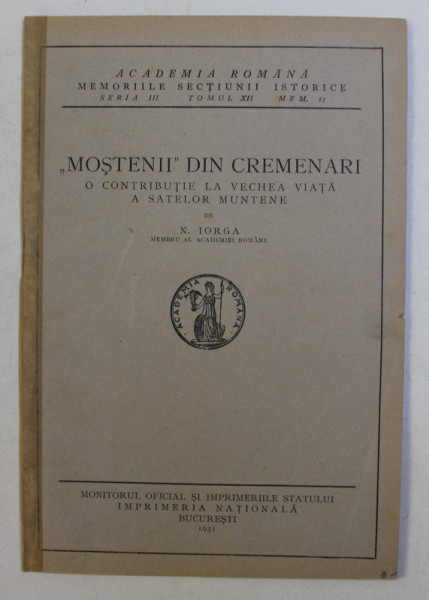 ACADEMIA ROMÂNĂ
MEMORIILE SECȚIUNII ISTORICE
SERIA III TOMUL XII MEM. 11
„MOȘTENII” DIN CREMENARI
O CONTRIBUȚIE LA VECHEA VIAȚĂ
A SATELOR MUNTENE
DE
N. IORGA
MEMBRU AL ACADEMIEI ROMÂNE
· ACADEMIA ROMANA ·
MONITORUL OFICIAL ȘI IMPRIMERIILE STATULUI
IMPRIMERIA NAȚIONALĂ
BUCUREȘTI
1931